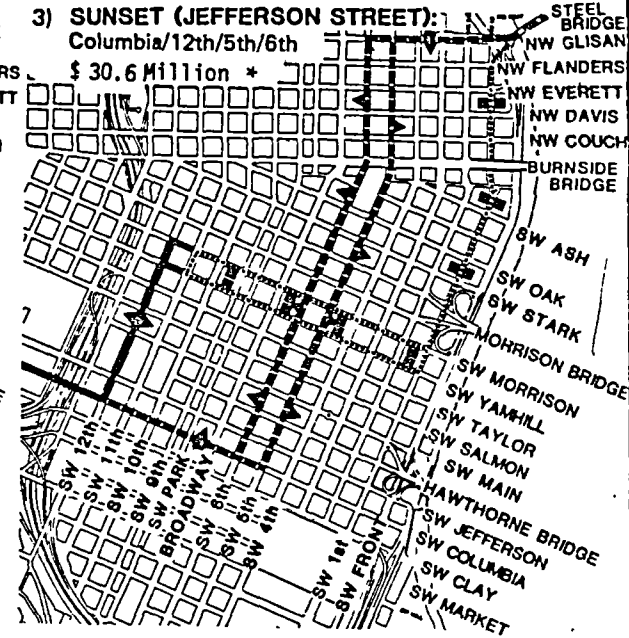 3) SUNSET (JEFFERSON STREET):
Columbia/12th/5th/6th
$ 30.6 Million *
STEEL
BRIDGE
NW GLISAN
NW FLANDERS
NW EVERETT
NW DAVIS
NW COUCH
BURNSIDE
BRIDGE
SW ASH
SW OAK
SW STARK
MORRISON BRIDGE
SW MORRISON
SW YAMHILL
SW TAYLOR
SW SALMON
SW MAIN
HAWTHORNE BRIDGE
SW JEFFERSON
SW COLUMBIA
SW CLAY
SW MARKET
SW 12th
SW 11th
SW 10th
SW 9th
SW PARK
BROADWAY
SW 6th
SW 5th
SW 4th
SW 1st
SW FRONT